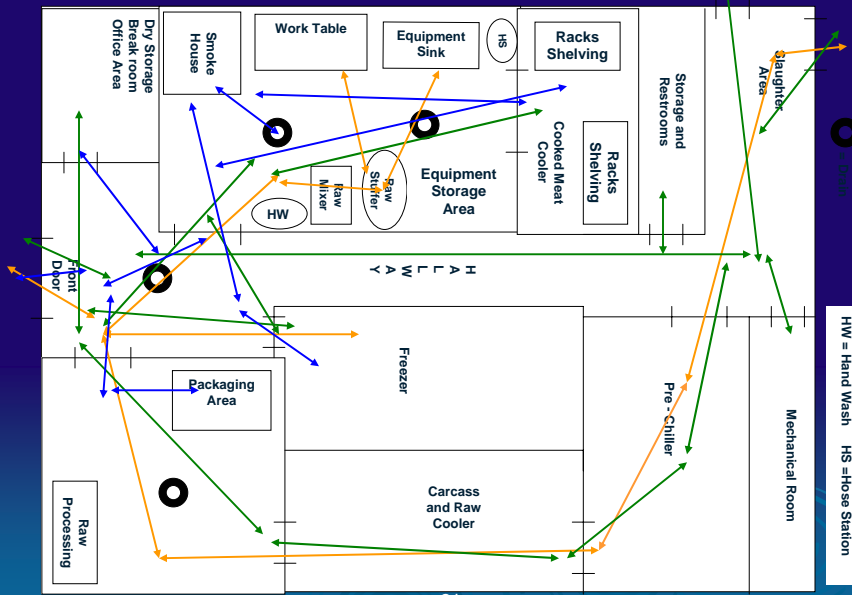 Dry Storage
Break room
Office Area
Smoke
House
Work Table
Equipment
Sink
HS
Racks
Shelving
Storage and
Restrooms
Slaughter
Area
Cooked Meat
Cooler
Racks
Shelving
Equipment
Storage
Area
Raw
Stuffer
Raw
Mixer
HW
Front
Door
HALLWAY
Freezer
Packaging
Area
Pre - Chiller
Mechanical Room
Carcass
and Raw
Cooler
Raw
Processing
HW = Hand Wash HS =Hose Station